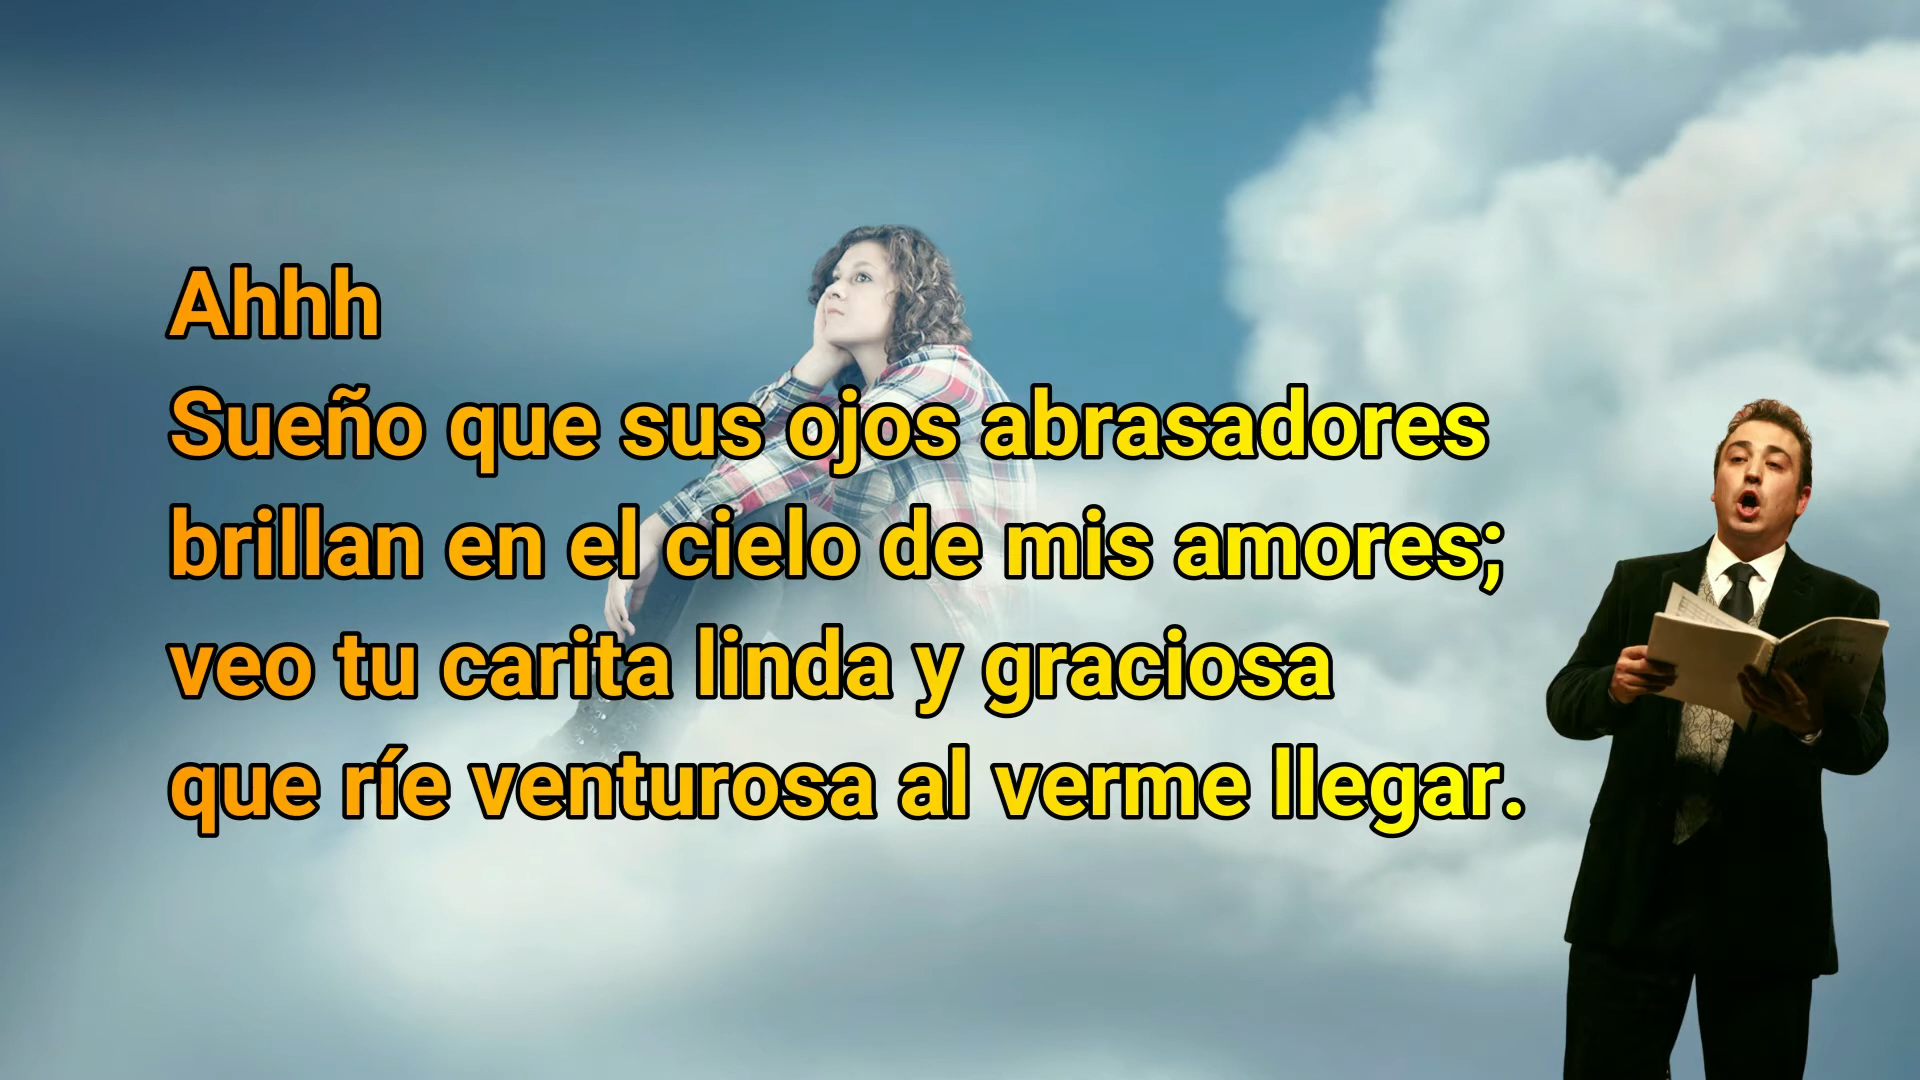 Ahhh
Sueño que sus ojos abrasadores
brillan en el cielo de mis amores;
veo tu carita linda y graciosa
que ríe venturosa al verme llegar.